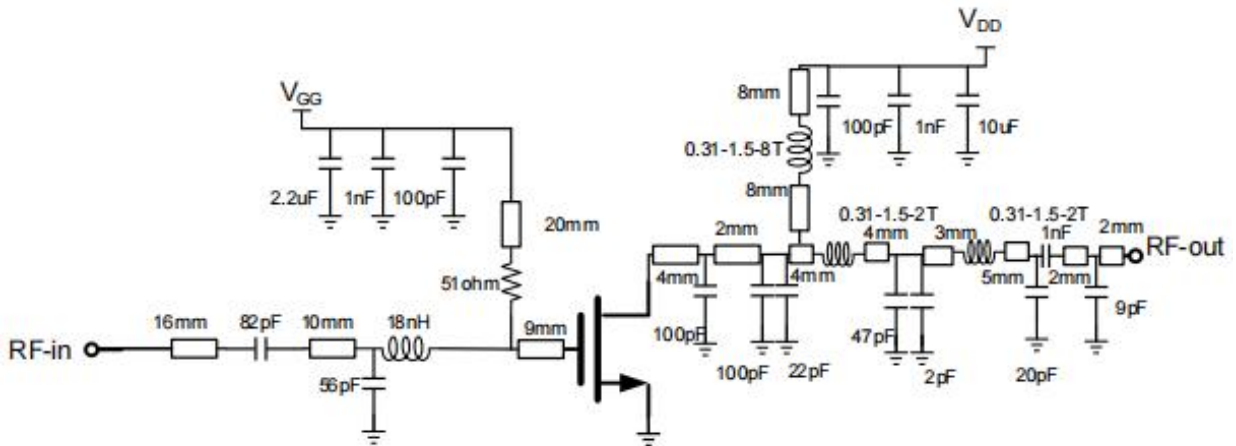 V_DD
8mm
V_GG
100pF 1nF 10uF
0.31-1.5-8T
2.2uF 1nF 100pF
8mm
20mm
2mm 0.31-1.5-2T 0.31-1.5-2T
4mm 3mm 1nF 2mm
RF-out
51ohm
4mm 4mm 5mm 2mm
16mm 82pF 10mm 18nH 9mm
100pF 47pF 9pF
RF-in
56pF
100pF 22pF 2pF 20pF